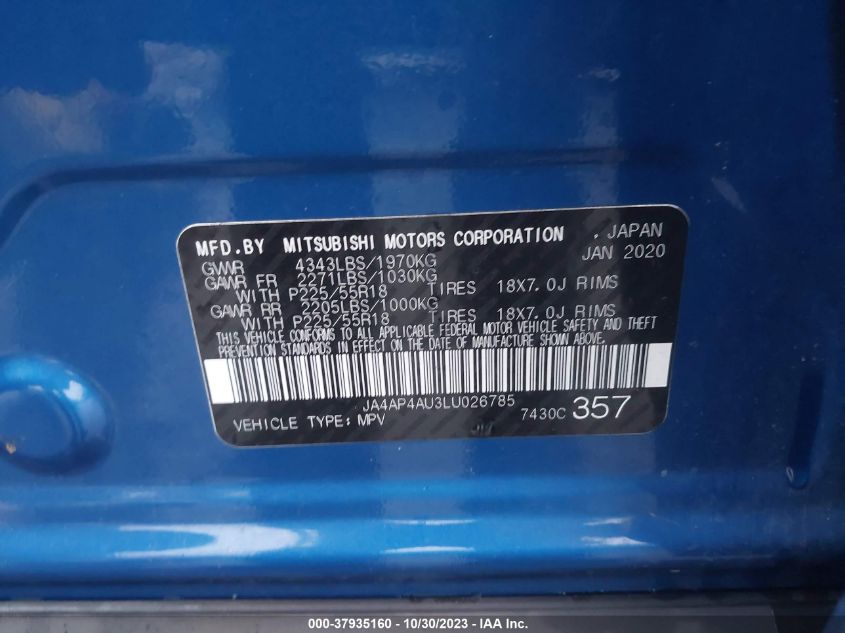 MFD.BY MITSUBISHI MOTORS CORPORATION . JAPAN
GVWR 4343LBS/1970KG JAN 2020
GAWR FR 2271LBS/1030KG
WITH P225/55R18 TIRES 18X7.0J RIMS
GAWR RR 2205LBS/1000KG
WITH P225/55R18 TIRES 18X7.0J RIMS
THIS VEHICLE CONFORMS TO ALL APPLICABLE FEDERAL MOTOR VEHICLE SAFETY AND THEFT
PREVENTION STANDARDS IN EFFECT ON THE DATE OF MANUFACTURE SHOWN ABOVE.
JA4AP4AU3LU026785
VEHICLE TYPE: MPV 7430C 357
000-37935160 - 10/30/2023 - IAA Inc.